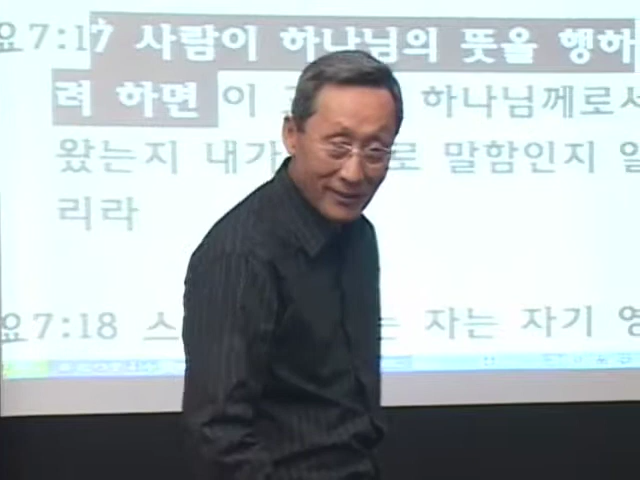 요7:17 사람이 하나님의 뜻을 행하
려 하면 이 하나님께로서
왔는지 내가 로 말함인지 일
리라
요7:18 스 는 자는 자기 영